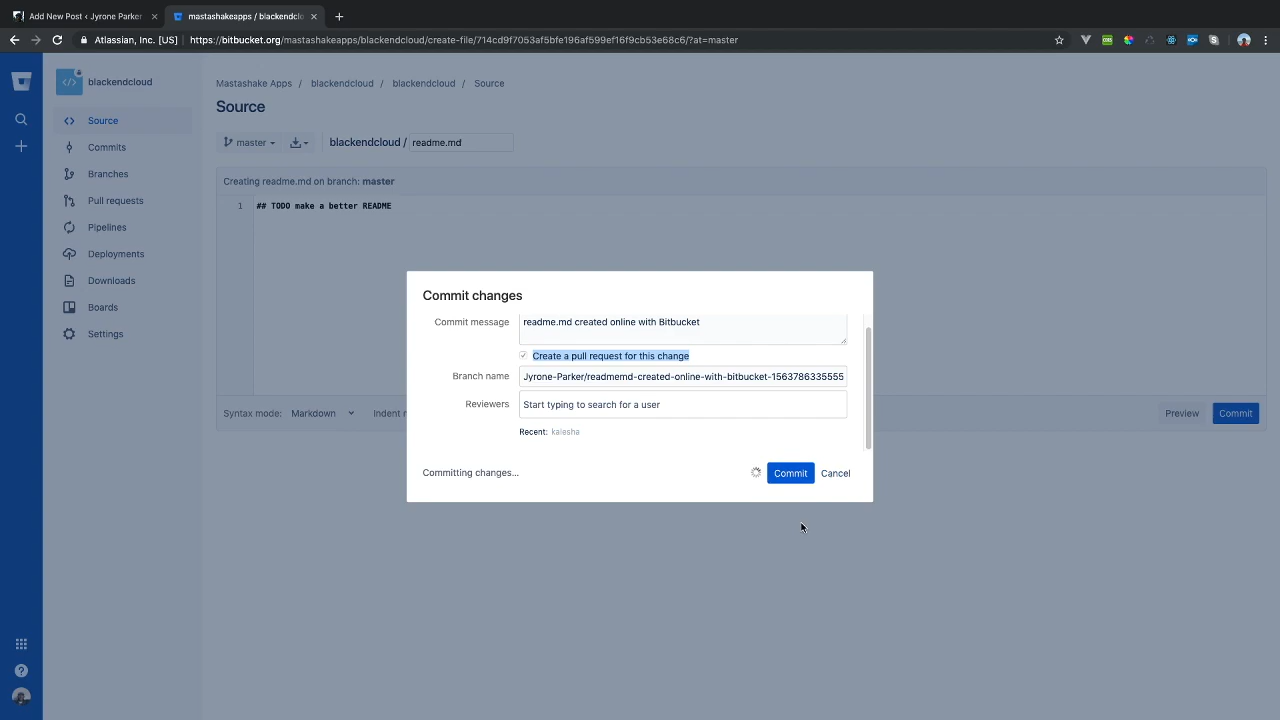 Add New Post ‹ Jyrone Parker
mastashakeapps / blackendclo
Atlassian, Inc. [US]
https://bitbucket.org/mastashakeapps/blackendcloud/create-file/714cd9f7053af5bfe196af599ef16f9cb53e68c6/?at=master
blackendcloud
Source
Commits
Branches
Pull requests
Pipelines
Deployments
Downloads
Boards
Settings
Mastashake Apps / blackendcloud / blackendcloud / Source
Source
master
blackendcloud / readme.md
Creating readme.md on branch: master
1 ## TODO make a better README
Commit changes
Commit message readme.md created online with Bitbucket
Create a pull request for this change
Branch name Jyrone-Parker/readmemd-created-online-with-bitbucket-1563786335555
Reviewers Start typing to search for a user
Recent: kalesha
Committing changes... Commit Cancel
Syntax mode: Markdown Indent
Preview Commit